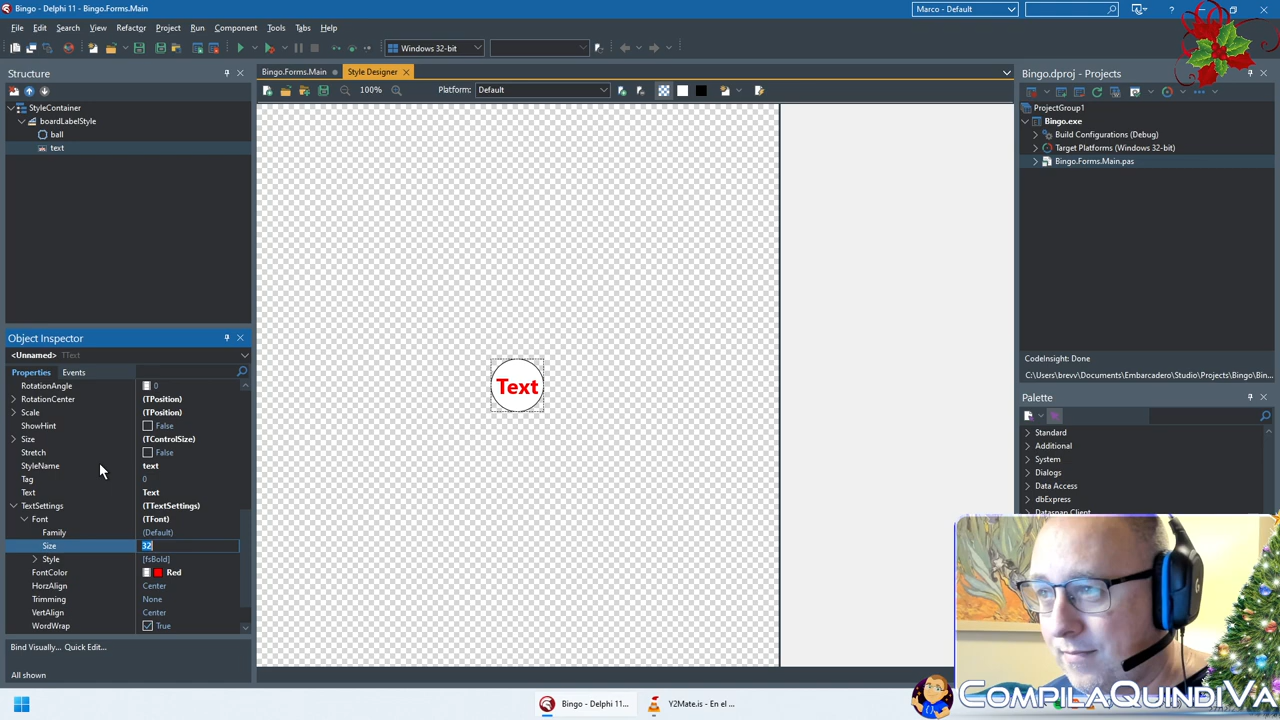 Bingo - Delphi 11 - Bingo.Forms.Main
Marco - Default
File Edit Search View Refactor Project Run Component Tools Tabs Help
Windows 32-bit
Structure
StyleContainer
boardLabelStyle
ball
text
Object Inspector
<Unnamed> TText
Properties Events
RotationAngle 0
RotationCenter (TPosition)
Scale (TPosition)
ShowHint False
Size (TControlSize)
Stretch False
StyleName text
Tag 0
Text Text
TextSettings (TTextSettings)
Font (TFont)
Family (Default)
Size 32
Style [fsBold]
FontColor Red
HorzAlign Center
Trimming None
VertAlign Center
WordWrap True
Bind Visually... Quick Edit...
All shown
Bingo.Forms.Main Style Designer
100% Platform: Default
Text
Bingo.dproj - Projects
ProjectGroup1
Bingo.exe
Build Configurations (Debug)
Target Platforms (Windows 32-bit)
Bingo.Forms.Main.pas
CodeInsight: Done
C:\Users\brevv\Documents\Embarcadero\Studio\Projects\Bingo\Bin...
Palette
Standard
Additional
System
Dialogs
Data Access
dbExpress
Datasnap Client
Bingo - Delphi 11...
Y2Mate.is - En el ...
COMPILAQUINDIVA